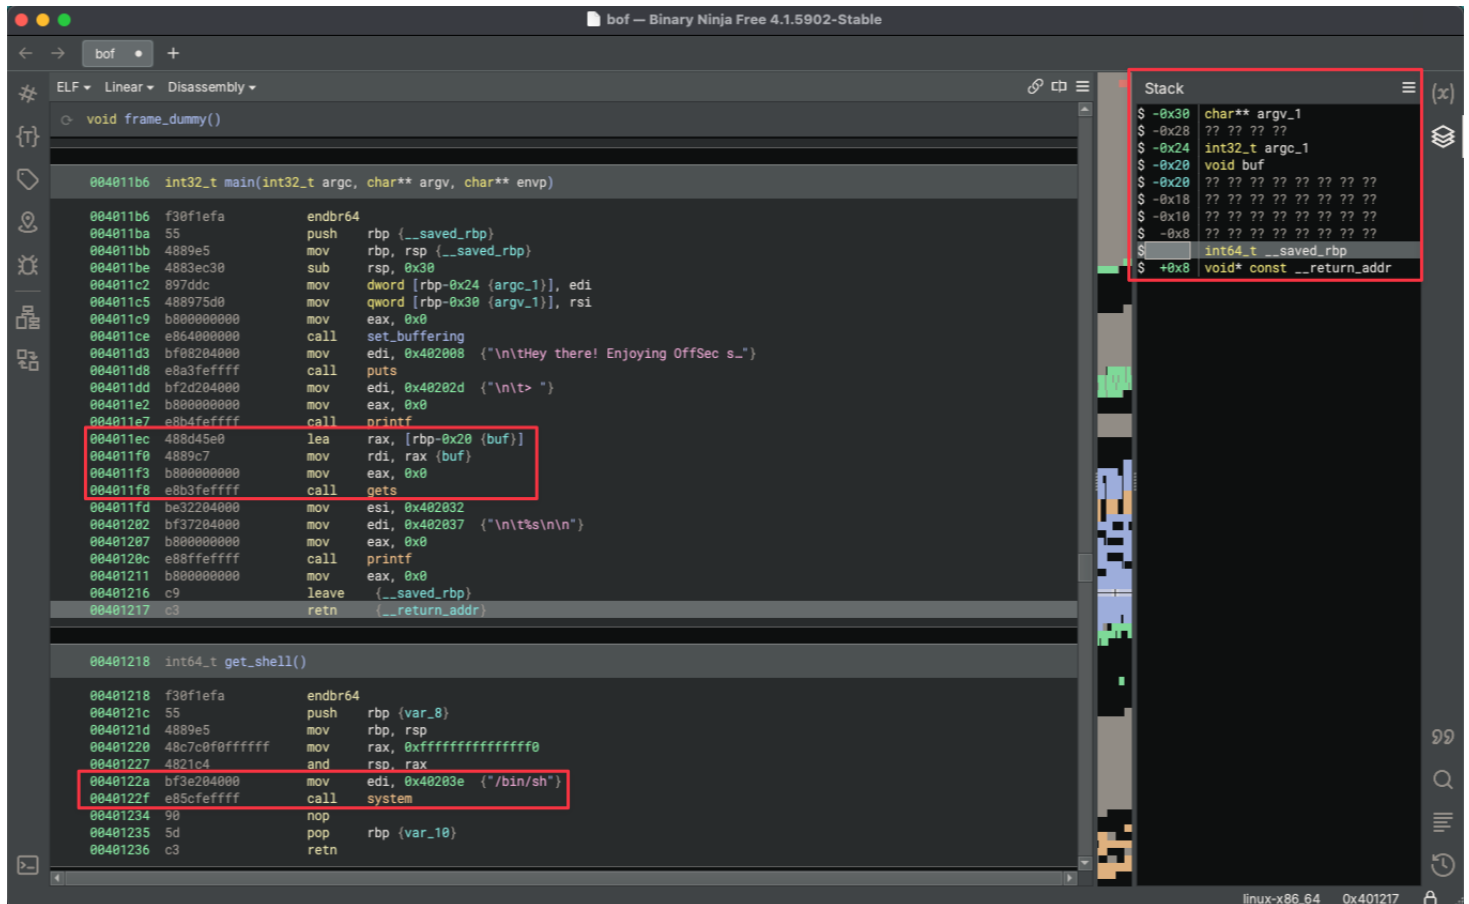 bof — Binary Ninja Free 4.1.5902-Stable
bof
ELF Linear Disassembly
void frame_dummy()
004011b6 int32_t main(int32_t argc, char** argv, char** envp)
004011b6 f30f1efa endbr64
004011ba 55 push rbp {__saved_rbp}
004011bb 4889e5 mov rbp, rsp {__saved_rbp}
004011be 4883ec30 sub rsp, 0x30
004011c2 897ddc mov dword [rbp-0x24 {argc_1}], edi
004011c5 488975d0 mov qword [rbp-0x30 {argv_1}], rsi
004011c9 b800000000 mov eax, 0x0
004011ce e864000000 call set_buffering
004011d3 bf08204000 mov edi, 0x402008 {"\n\tHey there! Enjoying OffSec s…"}
004011d8 e8a3feffff call puts
004011dd bf2d204000 mov edi, 0x40202d {"\n\t> "}
004011e2 b800000000 mov eax, 0x0
004011e7 e8b4feffff call printf
004011ec 488d45e0 lea rax, [rbp-0x20 {buf}]
004011f0 4889c7 mov rdi, rax {buf}
004011f3 b800000000 mov eax, 0x0
004011f8 e8b3feffff call gets
004011fd be32204000 mov esi, 0x402032
00401202 bf37204000 mov edi, 0x402037 {"\n\t%s\n\n"}
00401207 b800000000 mov eax, 0x0
0040120c e88ffeffff call printf
00401211 b800000000 mov eax, 0x0
00401216 c9 leave {__saved_rbp}
00401217 c3 retn {__return_addr}
00401218 int64_t get_shell()
00401218 f30f1efa endbr64
0040121c 55 push rbp {var_8}
0040121d 4889e5 mov rbp, rsp
00401220 48c7c0f0ffffff mov rax, 0xfffffffffffffff0
00401227 4821c4 and rsp, rax
0040122a bf3e204000 mov edi, 0x40203e {"/bin/sh"}
0040122f e85cfeffff call system
00401234 90 nop
00401235 5d pop rbp {var_10}
00401236 c3 retn
Stack
$ -0x30 char** argv_1
$ -0x28 ?? ?? ?? ??
$ -0x24 int32_t argc_1
$ -0x20 void buf
$ -0x20 ?? ?? ?? ?? ?? ?? ?? ??
$ -0x18 ?? ?? ?? ?? ?? ?? ?? ??
$ -0x10 ?? ?? ?? ?? ?? ?? ?? ??
$ -0x8 ?? ?? ?? ?? ?? ?? ?? ??
$ int64_t __saved_rbp
$ +0x8 void* const __return_addr
linux-x86_64 0x401217